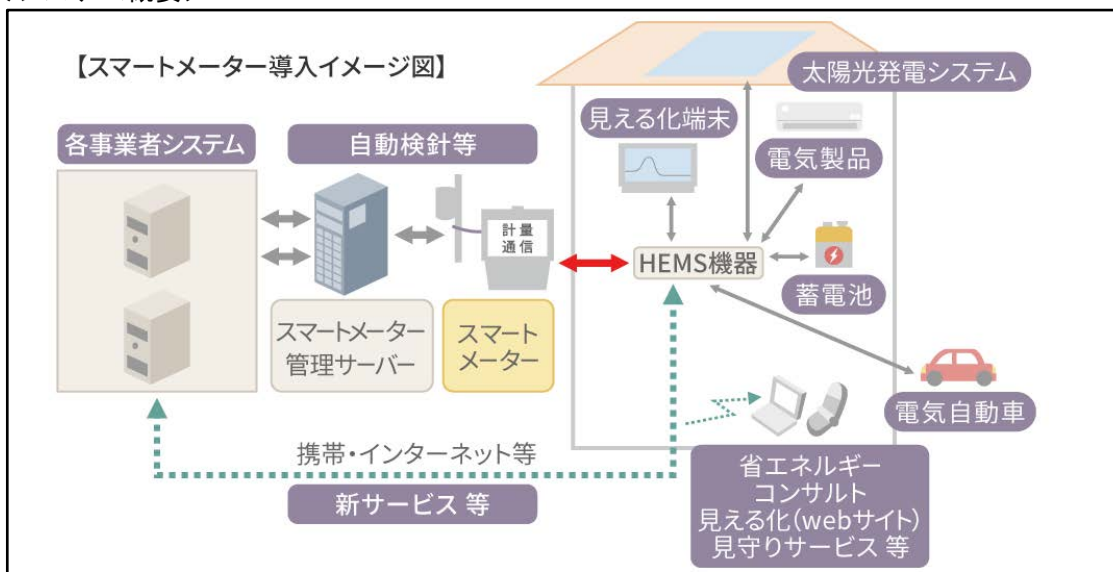 【スマートメーター導入イメージ図】
太陽光発電システム
各事業者システム
自動検針等
見える化端末
電気製品
計量
通信
HEMS機器
蓄電池
スマートメーター
管理サーバー
スマート
メーター
電気自動車
携帯・インターネット等
新サービス 等
省エネルギー
コンサルト
見える化(webサイト)
見守りサービス 等